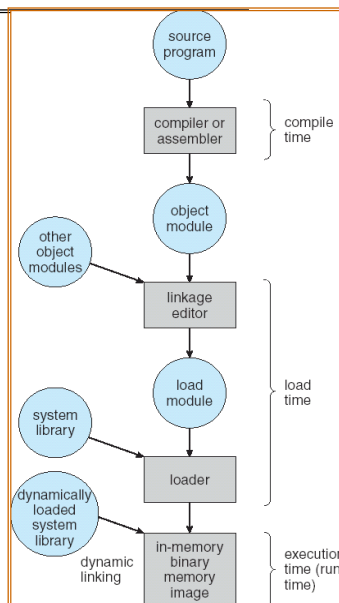 source
program
compiler or
assembler
compile
time
object
module
other
object
modules
linkage
editor
load
module
load
time
system
library
loader
dynamically
loaded
system
library
dynamic
linking
in-memory
binary
memory
image
execution
time (run
time)